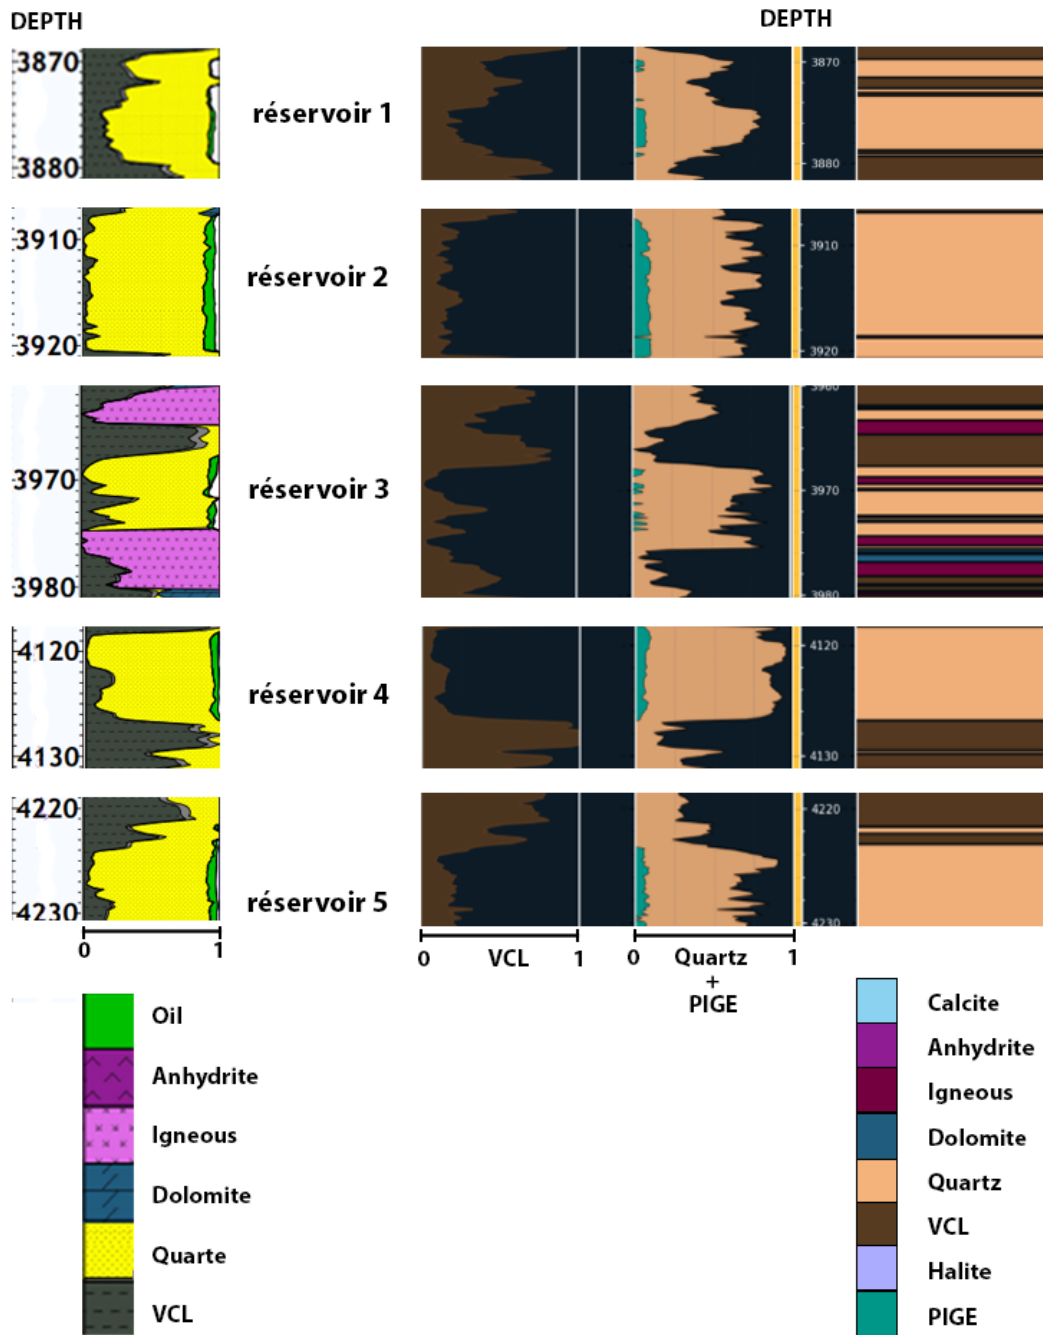 DEPTH
DEPTH
3870
3880
réservoir 1
3870
3880
3910
3920
réservoir 2
3910
3920
3970
3980
réservoir 3
3960
3970
3980
4120
4130
réservoir 4
4120
4130
4220
4230
réservoir 5
4220
4230
0 1
0 VCL 1
0 Quartz 1
+
PIGE
Oil
Anhydrite
Igneous
Dolomite
Quarte
VCL
Calcite
Anhydrite
Igneous
Dolomite
Quartz
VCL
Halite
PIGE